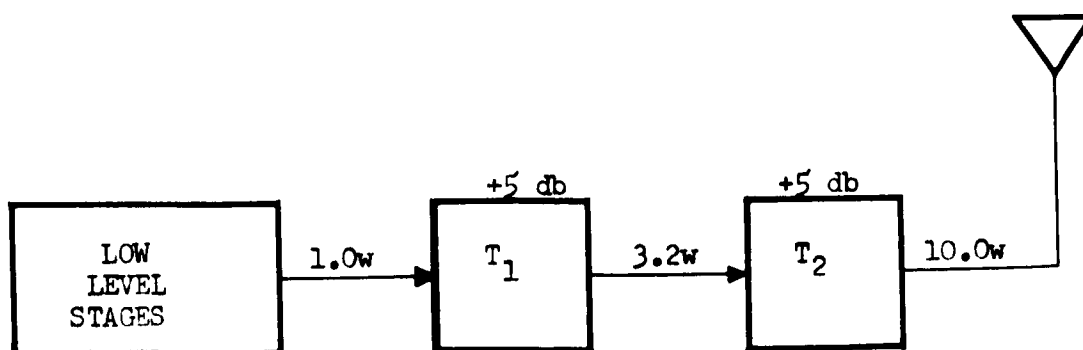 +5 db
+5 db
LOW
LEVEL
STAGES
1.0w
T1
3.2w
T2
10.0w